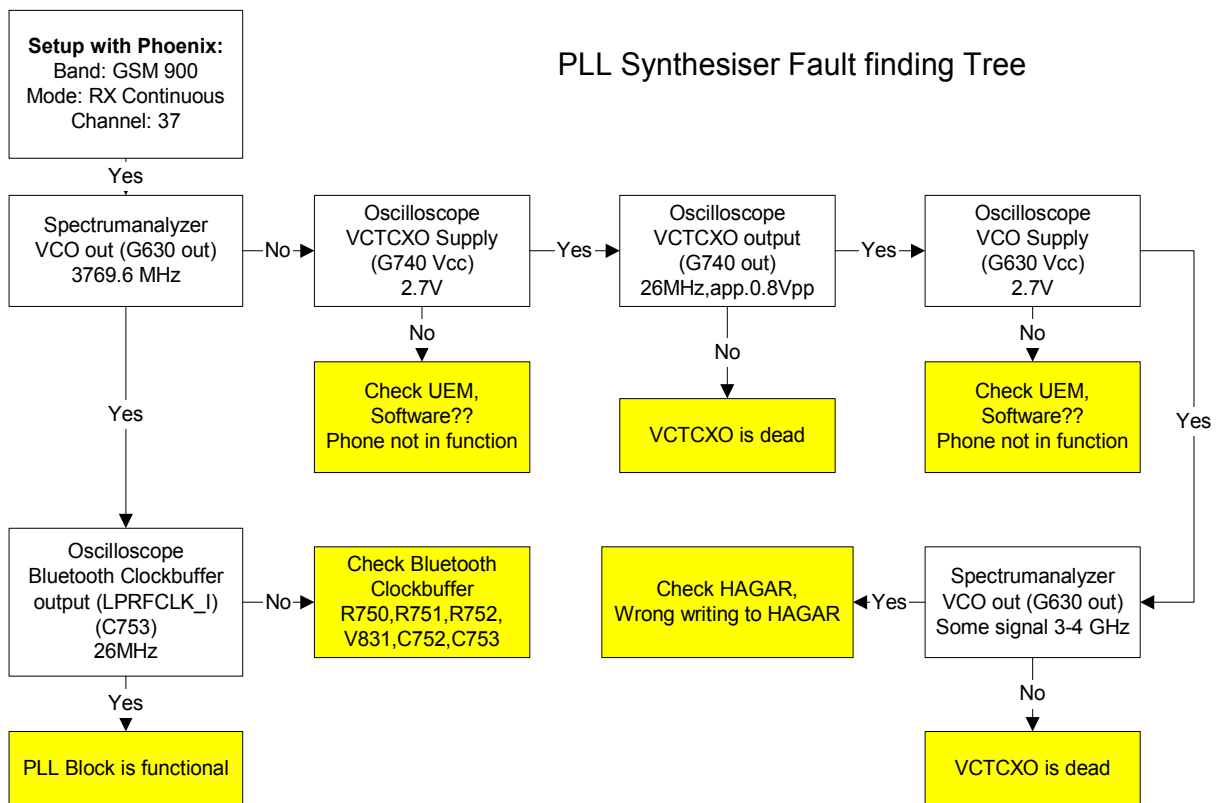 PLL Synthesiser Fault finding Tree
Setup with Phoenix:
Band: GSM 900
Mode: RX Continuous
Channel: 37
Yes
Spectrumanalyzer
VCO out (G630 out)
3769.6 MHz
No
Oscilloscope
VCTCXO Supply
(G740 Vcc)
2.7V
Yes
Oscilloscope
VCTCXO output
(G740 out)
26MHz,app.0.8Vpp
Yes
Oscilloscope
VCO Supply
(G630 Vcc)
2.7V
No
Check UEM,
Software??
Phone not in function
No
VCTCXO is dead
No
Check UEM,
Software??
Phone not in function
Yes
Yes
Oscilloscope
Bluetooth Clockbuffer
output (LPRFCLK_I)
(C753)
26MHz
No
Check Bluetooth
Clockbuffer
R750,R751,R752,
V831,C752,C753
Check HAGAR,
Wrong writing to HAGAR
Yes
Spectrumanalyzer
VCO out (G630 out)
Some signal 3-4 GHz
Yes
PLL Block is functional
No
VCTCXO is dead